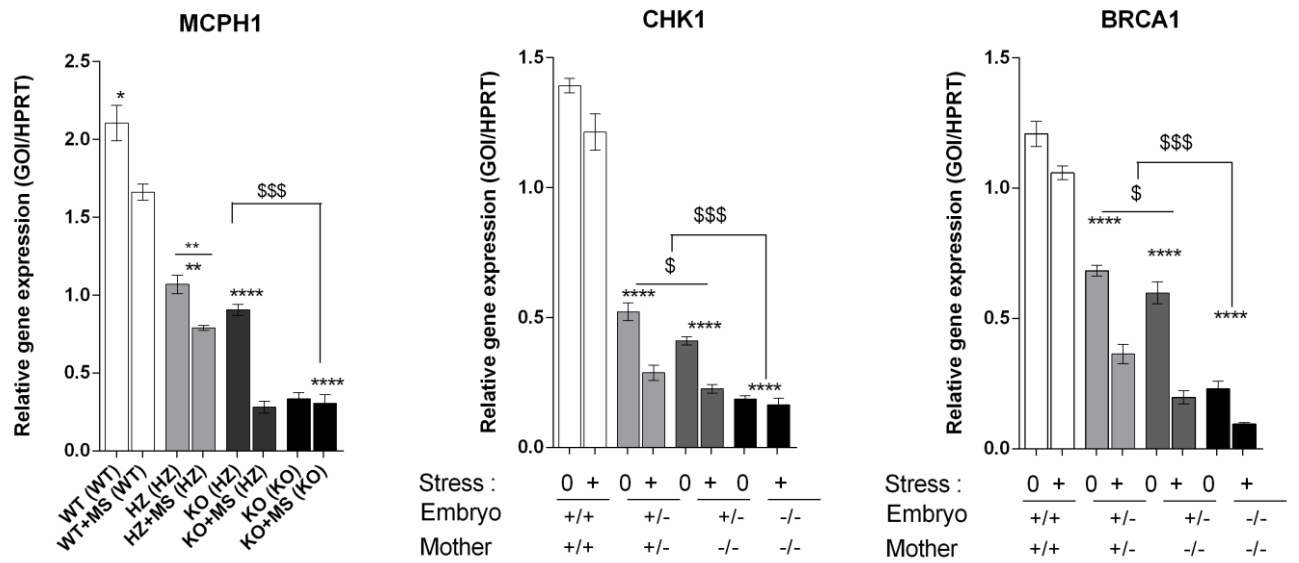 MCPH1
Relative gene expression (GOI/HPRT)
2.5
2.0
1.5
1.0
0.5
0.0
*
**
**
****
$$$
****
WT (WT)
WT+MS (WT)
HZ (HZ)
HZ+MS (HZ)
KO (HZ)
KO+MS (HZ)
KO (KO)
KO+MS (KO)
CHK1
Relative gene expression (GOI/HPRT)
1.5
1.0
0.5
0.0
$$$
$
****
****
****
Stress : 0 + 0 + 0 + 0 +
Embryo +/+ +/- +/- -/-
Mother +/+ +/- -/- -/-
BRCA1
Relative gene expression (GOI/HPRT)
1.5
1.0
0.5
0.0
$$$
$
****
****
****
Stress : 0 + 0 + 0 + 0 +
Embryo +/+ +/- +/- -/-
Mother +/+ +/- -/- -/-